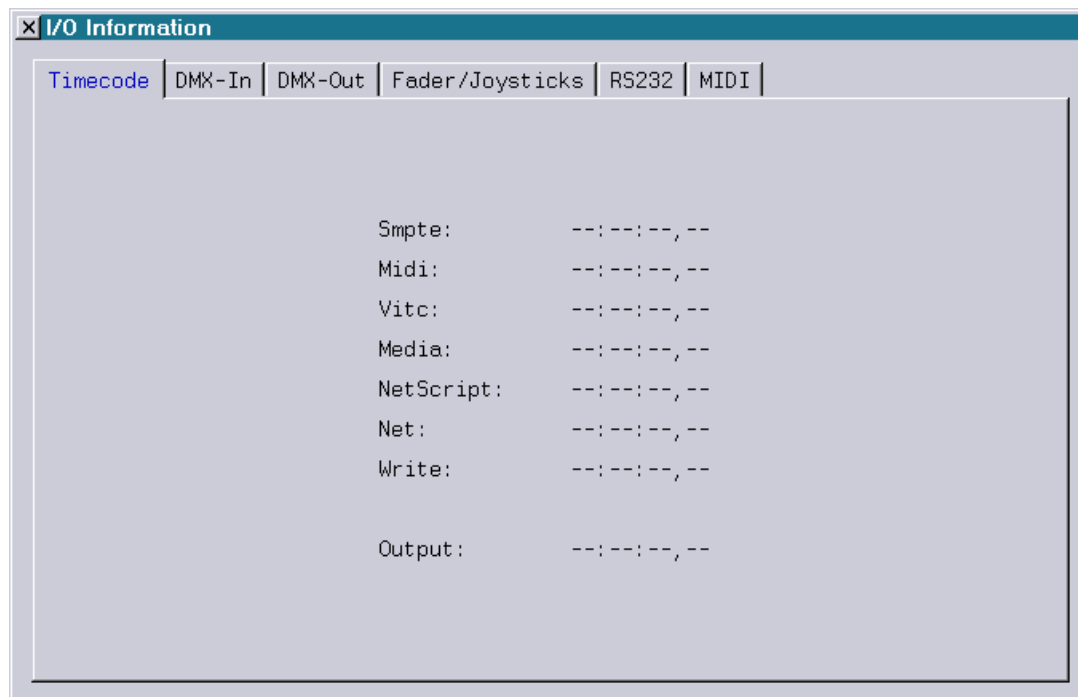 I/O Information
Timecode DMX-In DMX-Out Fader/Joysticks RS232 MIDI
Smpte: --:--:--,--
Midi: --:--:--,--
Vitc: --:--:--,--
Media: --:--:--,--
NetScript: --:--:--,--
Net: --:--:--,--
Write: --:--:--,--
Output: --:--:--,--